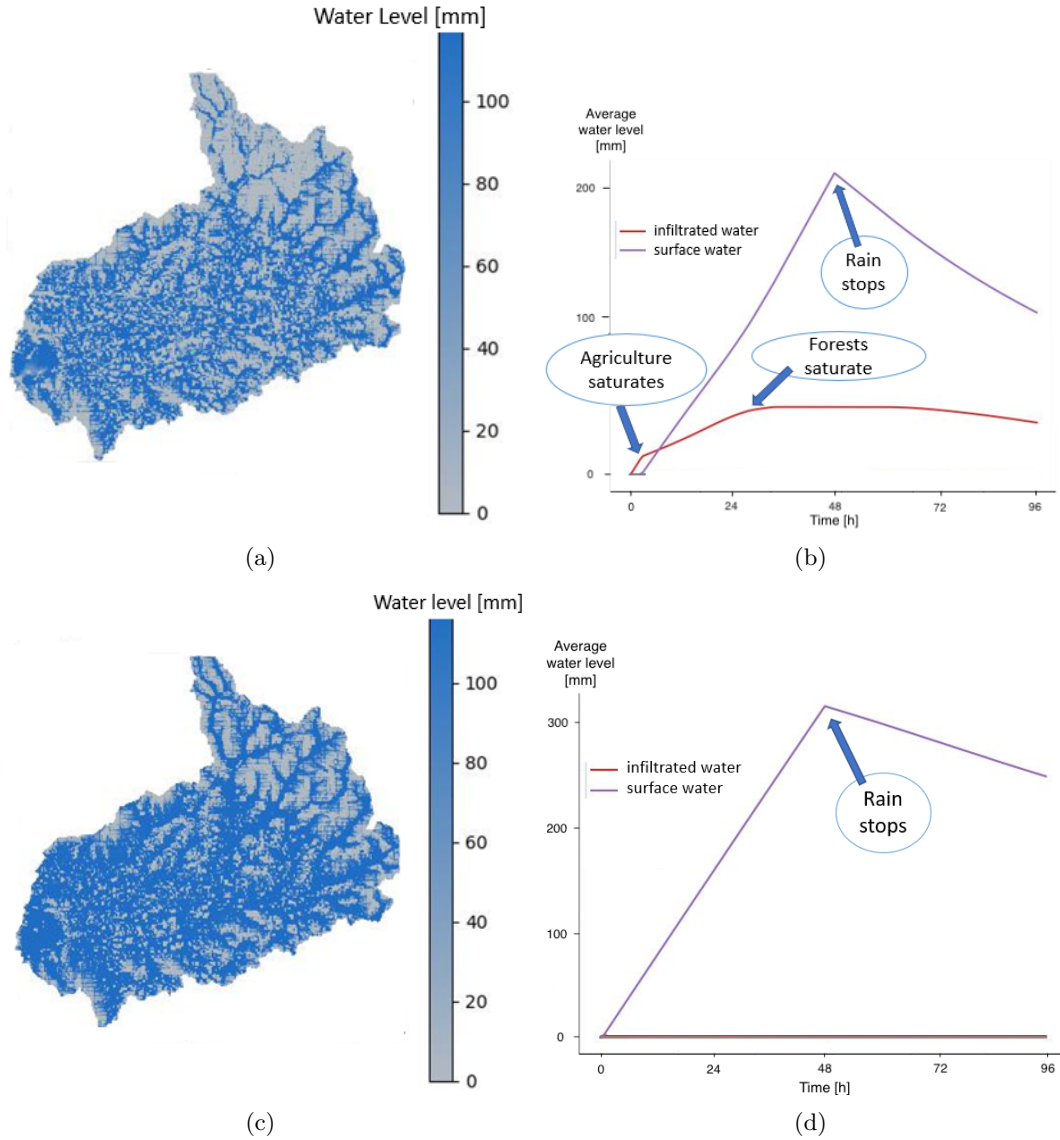 Water Level [mm]
100
80
60
40
20
0
(a)
Average
water level
[mm]
200
100
0
infiltrated water
surface water
Rain
stops
Agriculture
saturates
Forests
saturate
0
24
48
72
96
Time [h]
(b)
Water level [mm]
100
80
60
40
20
0
(c)
Average
water level
[mm]
300
200
100
0
infiltrated water
surface water
Rain
stops
0
24
48
72
96
Time [h]
(d)